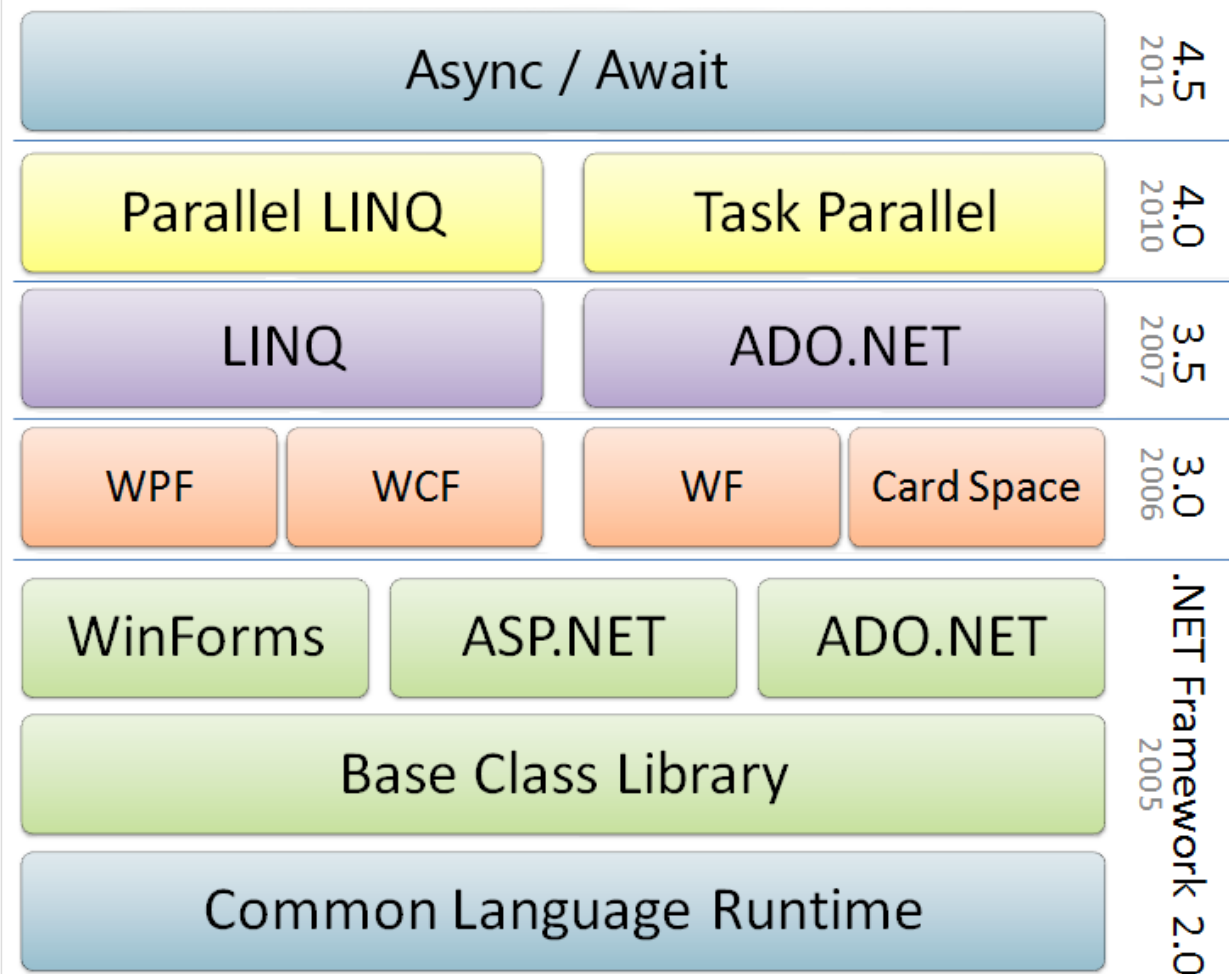 Async / Await
4.5
2012
Parallel LINQ
Task Parallel
4.0
2010
LINQ
ADO.NET
3.5
2007
WPF
WCF
WF
Card Space
3.0
2006
WinForms
ASP.NET
ADO.NET
Base Class Library
Common Language Runtime
.NET Framework 2.0
2005